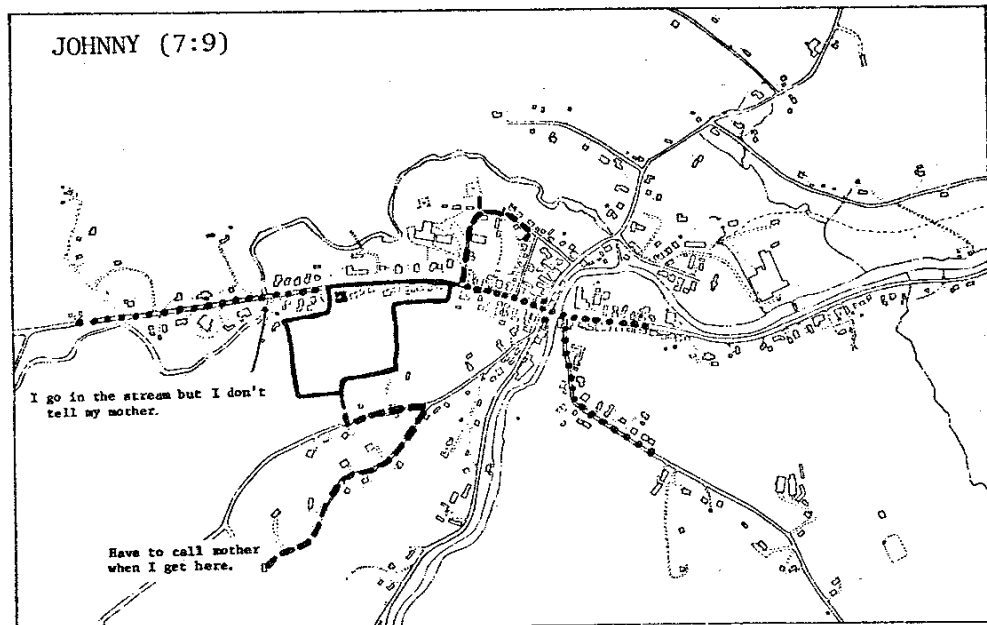 JOHNNY (7:9)
I go in the stream but I don't
tell my mother.
Have to call mother
when I get here.